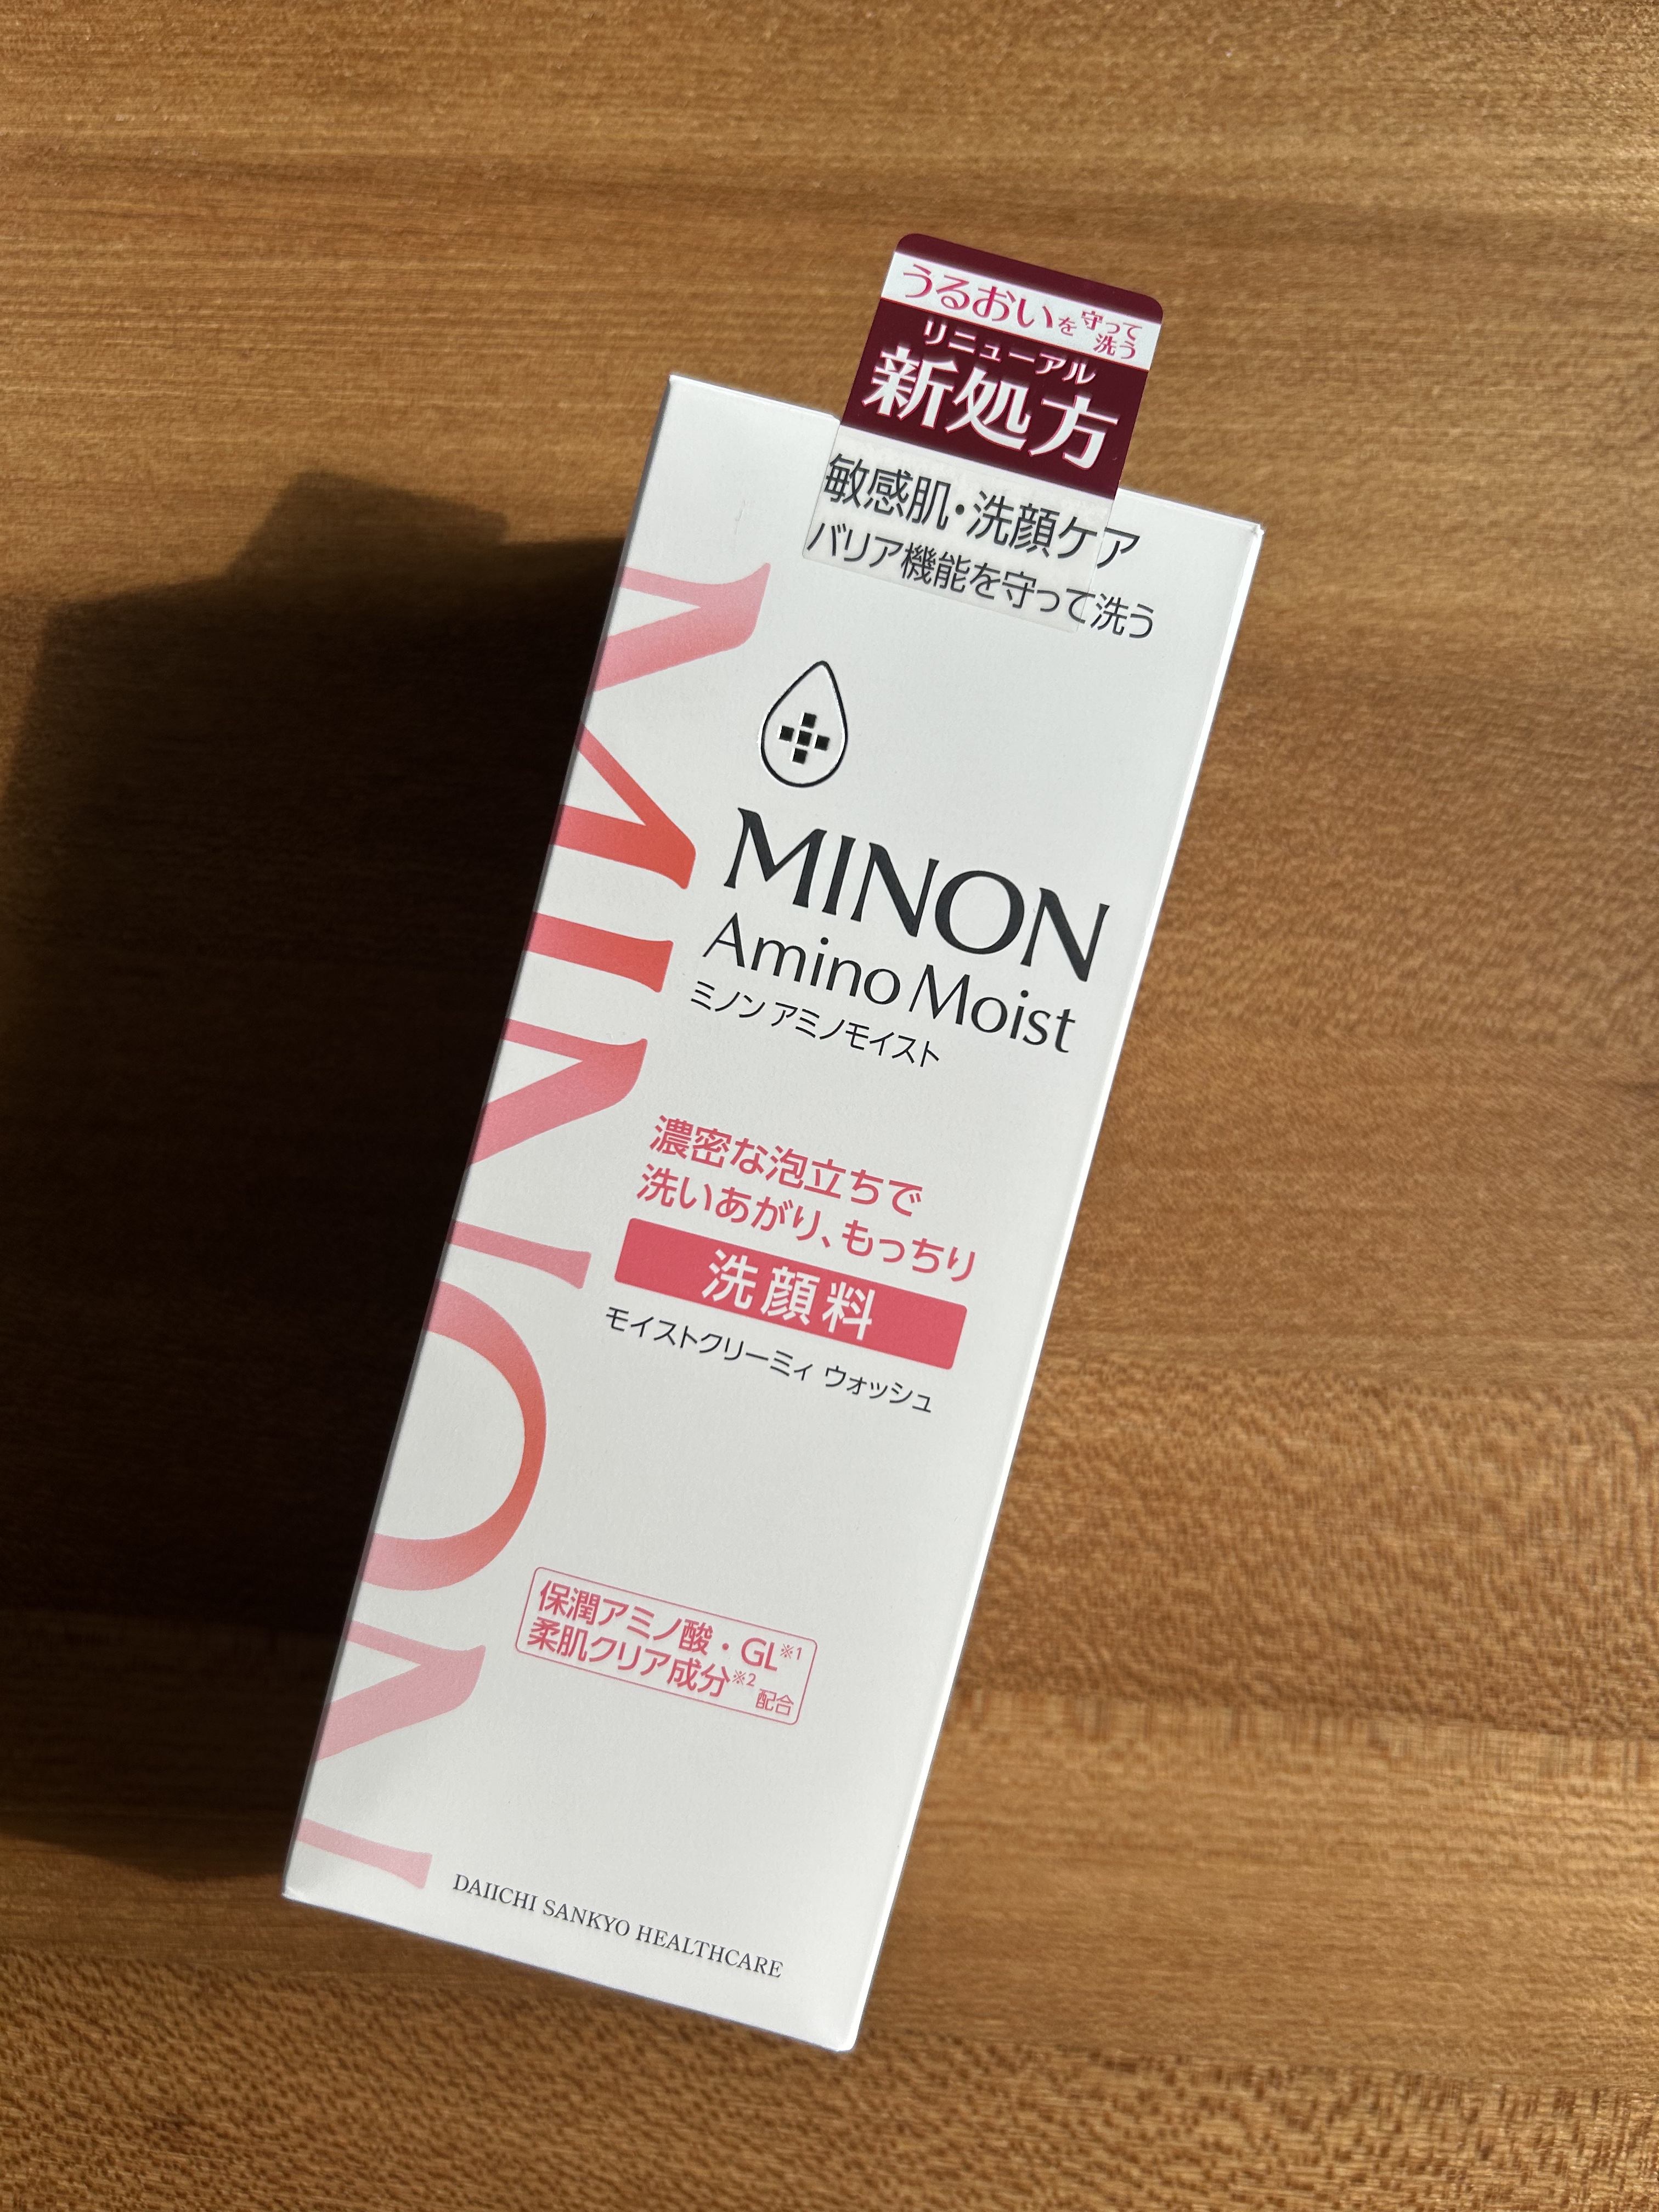 うるおいを守って洗う
リニューアル
新処方
敏感肌・洗顔ケア
バリア機能を守って洗う
MINON
MINON
Amino Moist
ミノン アミノモイスト
濃密な泡立ちで
洗いあがり、もっちり
洗顔料
モイストクリーミィ ウォッシュ
保潤アミノ酸・GL※1
柔肌クリア成分※2配合
DAIICHI SANKYO HEALTHCARE